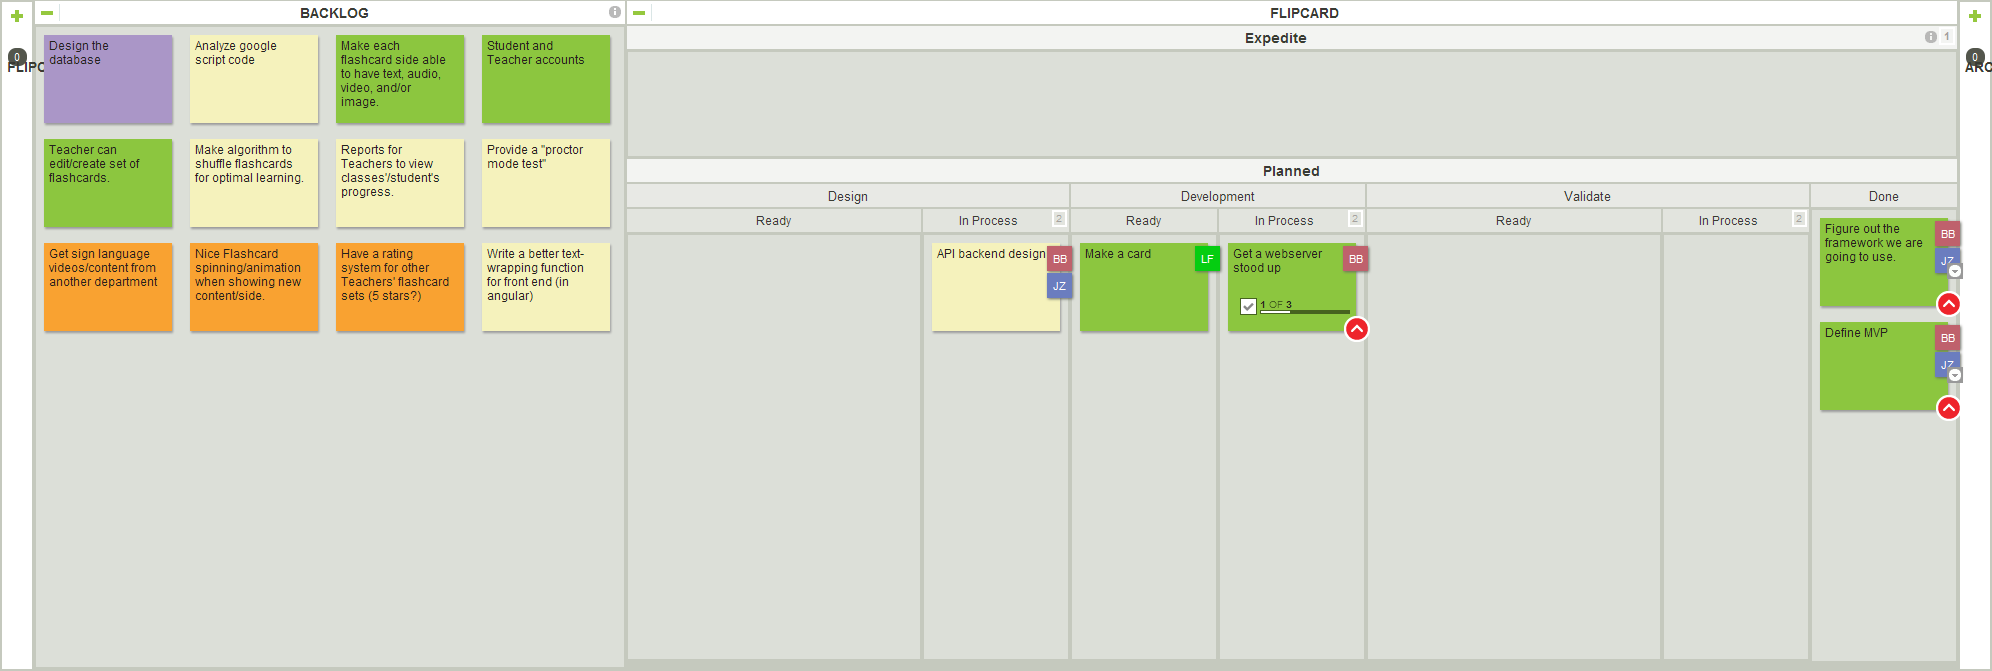 BACKLOG
FLIPCARD
0
FLIPC
Design the
database
Analyze google
script code
Make each
flashcard side able
to have text, audio,
video, and/or
image.
Student and
Teacher accounts
Teacher can
edit/create set of
flashcards.
Make algorithm to
shuffle flashcards
for optimal learning.
Reports for
Teachers to view
classes'/student's
progress.
Provide a "proctor
mode test"
Get sign language
videos/content from
another department
Nice Flashcard
spinning/animation
when showing new
content/side.
Have a rating
system for other
Teachers' flashcard
sets (5 stars?)
Write a better text-
wrapping function
for front end (in
angular)
Expedite
1
Planned
Design
Development
Validate
Done
Ready
In Process
2
Ready
In Process
2
Ready
In Process
2
API backend design
BB
JZ
Make a card
LF
Get a webserver
stood up
BB
1 OF 3
Figure out the
framework we are
going to use.
BB
JZ
Define MVP
BB
JZ
0
ARC